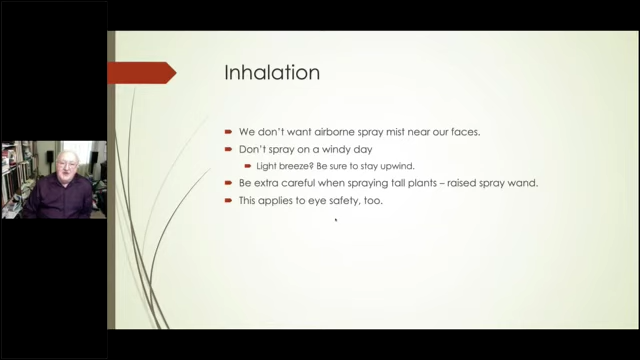 Inhalation
We don't want airborne spray mist near our faces.
Don't spray on a windy day
Light breeze? Be sure to stay upwind.
Be extra careful when spraying tall plants – raised spray wand.
This applies to eye safety, too.